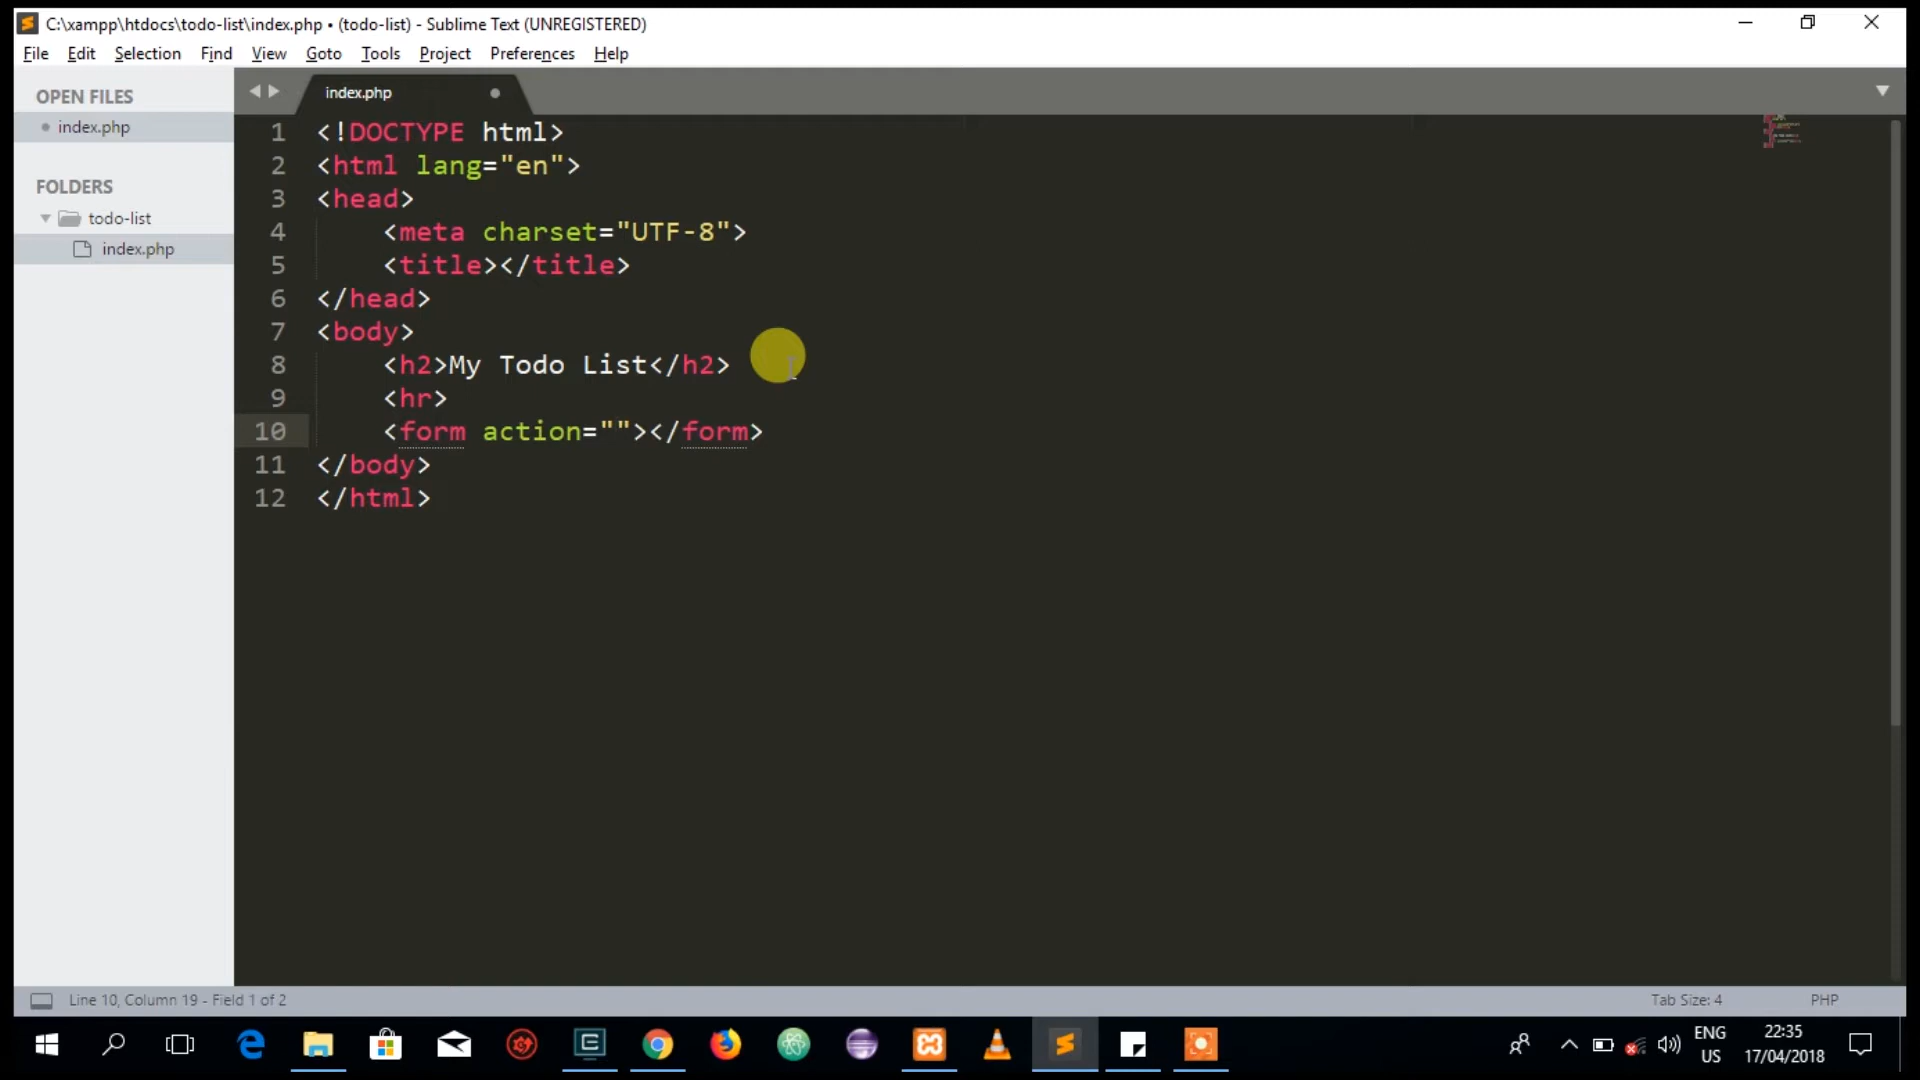 C:\xampp\htdocs\todo-list\index.php • (todo-list) - Sublime Text (UNREGISTERED)
File Edit Selection Find View Goto Tools Project Preferences Help
OPEN FILES
index.php
FOLDERS
todo-list
index.php
index.php
1 <!DOCTYPE html>
2 <html lang="en">
3 <head>
4 <meta charset="UTF-8">
5 <title></title>
6 </head>
7 <body>
8 <h2>My Todo List</h2>
9 <hr>
10 <form action=""></form>
11 </body>
12 </html>
Line 10, Column 19 - Field 1 of 2
Tab Size: 4
PHP
ENG
US
22:35
17/04/2018